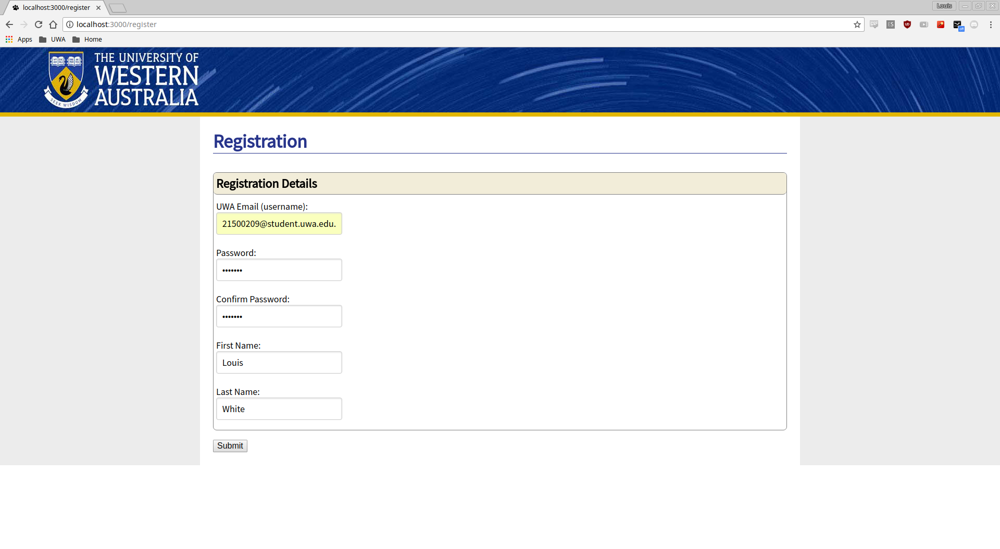 localhost:3000/register
Louis
localhost:3000/register
Apps UWA Home
THE UNIVERSITY OF
WESTERN
AUSTRALIA
SEEK WISDOM
Registration
Registration Details
UWA Email (username):
21500209@student.uwa.edu.
Password:
•••••••
Confirm Password:
•••••••
First Name:
Louis
Last Name:
White
Submit